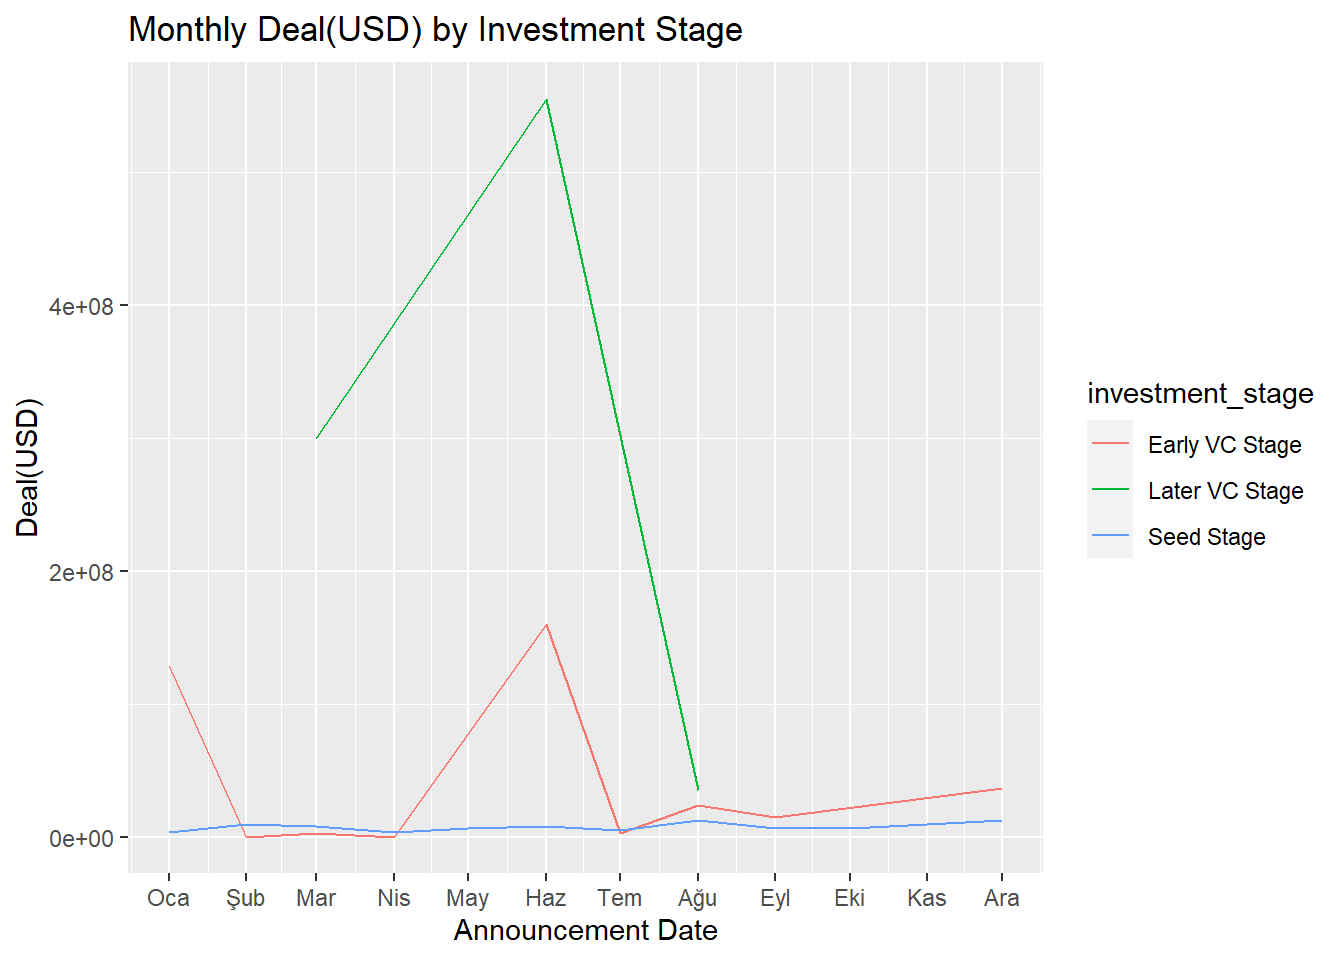 Monthly Deal(USD) by Investment Stage
4e+08
2e+08
0e+00
Deal(USD)
Oca Şub Mar Nis May Haz Tem Ağu Eyl Eki Kas Ara
Announcement Date
investment_stage
Early VC Stage
Later VC Stage
Seed Stage